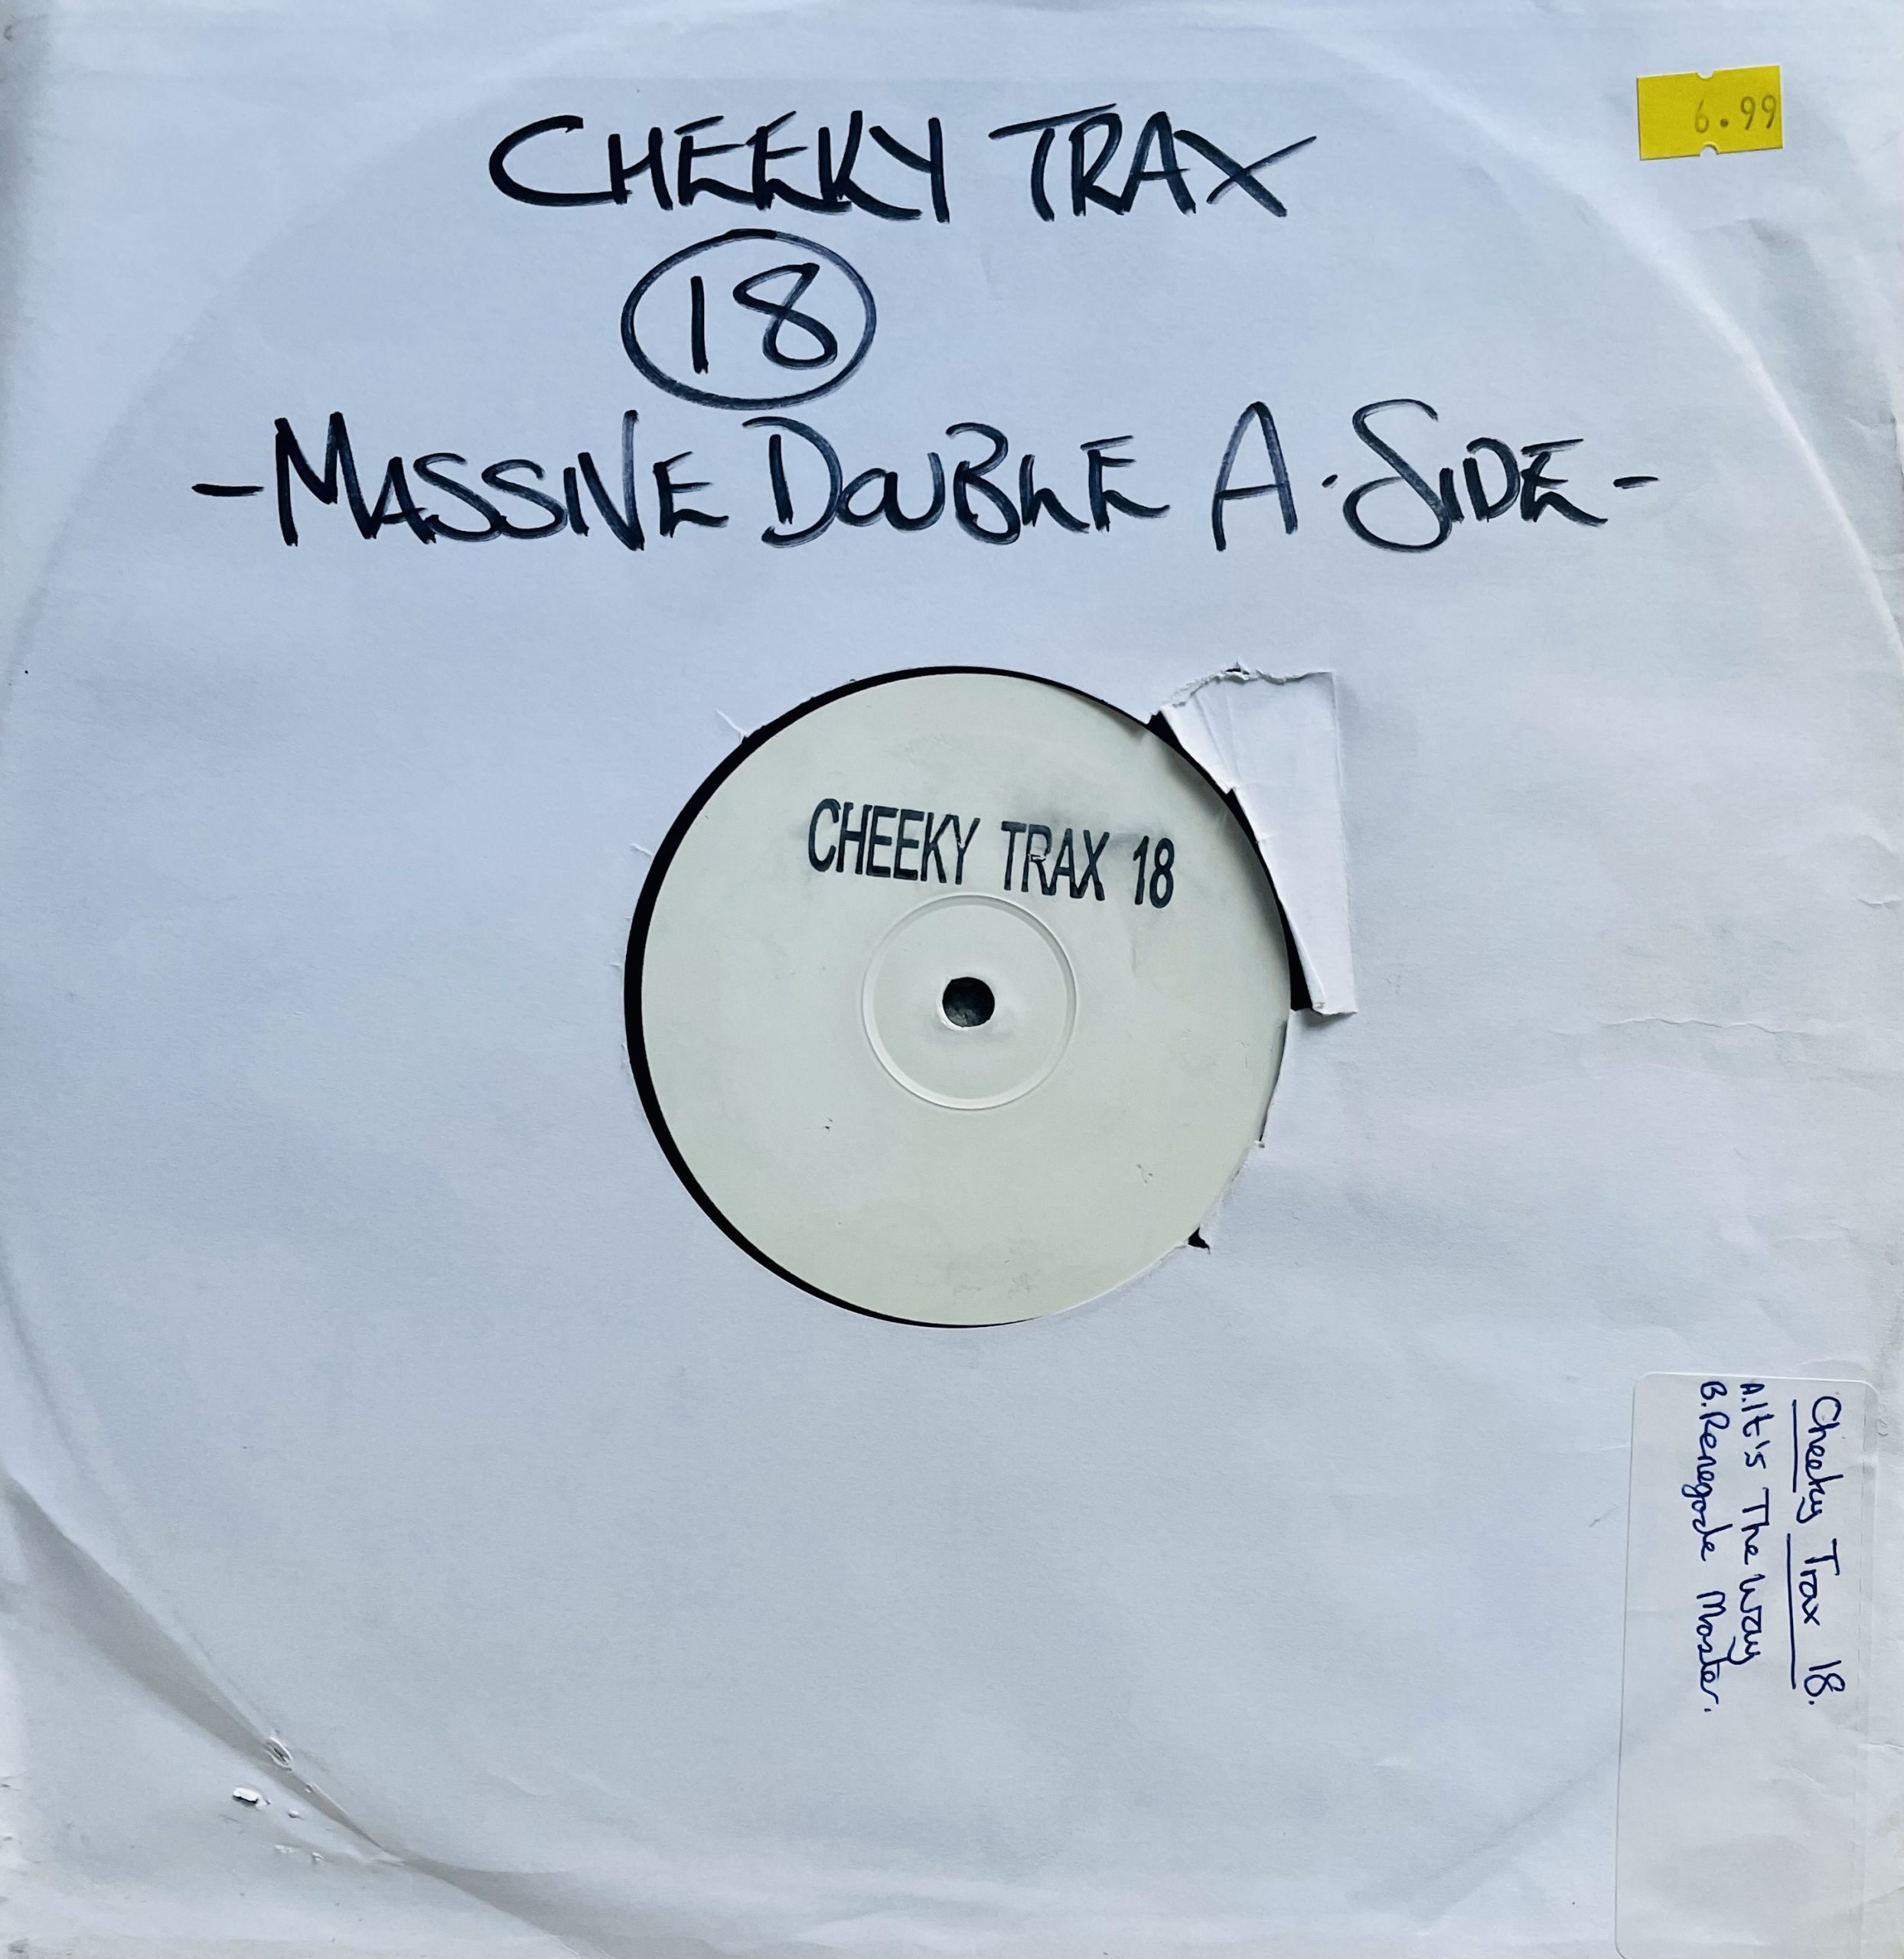 6.99
CHEEKY TRAX
18
-MASSIVE DOUBLE A·SIDE-
CHEEKY TRAX 18
Cheeky Trax 18.
A.It's The Way
B.Renegade Master.